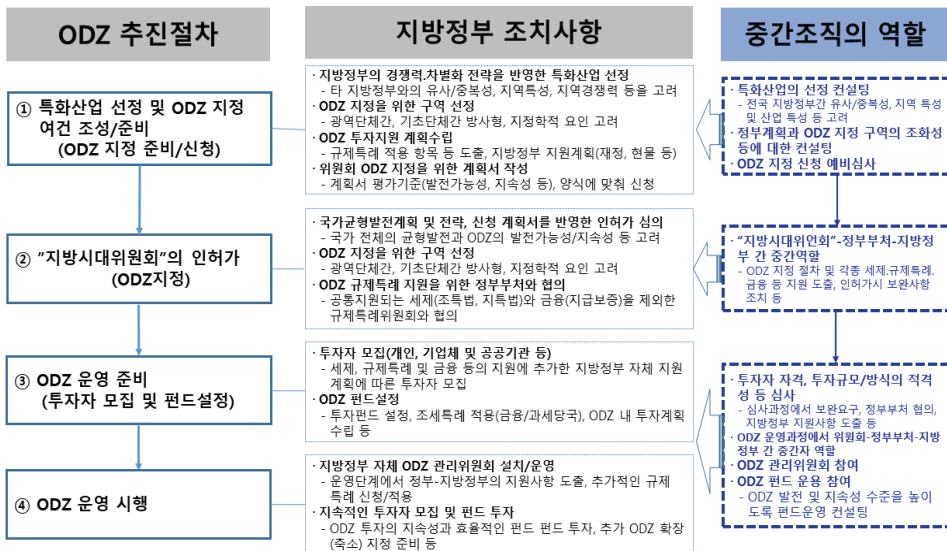 ODZ 추진절차
① 특화산업 선정 및 ODZ 지정
여건 조성/준비
(ODZ 지정 준비/신청)
② ”지방시대위원회”의 인허가
(ODZ지정)
③ ODZ 운영 준비
(투자자 모집 및 펀드설정)
④ ODZ 운영 시행
지방정부 조치사항
· 지방정부의 경쟁력.차별화 전략을 반영한 특화산업 선정
– 타 지방정부와의 유사/중복성, 지역특성, 지역경쟁력 등을 고려
· ODZ 지정을 위한 구역 선정
– 광역단체간, 기초단체간 방사형, 지정학적 요인 고려
· ODZ 투자지원 계획수립
– 규제특례 적용 항목 등 도출, 지방정부 지원계획(재정, 현물 등)
· 위원회 ODZ 지정을 위한 계획서 작성
– 계획서 평가기준(발전가능성, 지속성 등), 양식에 맞춰 신청
· 국가균형발전계획 및 전략, 신청 계획서를 반영한 인허가 심의
– 국가 전체의 균형발전과 ODZ의 발전가능성/지속성 등 고려
· ODZ 지정을 위한 구역 선정
– 광역단체간, 기초단체간 방사형, 지정학적 요인 고려
· ODZ 규제특례 지원을 위한 정부부처와 협의
– 공통지원되는 세제(조특법, 지특법)와 금융(지급보증)을 제외한
규제특례위원회와 협의
· 투자자 모집(개인, 기업체 및 공공기관 등)
– 세제, 규제특례 및 금융 등의 지원에 추가한 지방정부 자체 지원
계획에 따른 투자자 모집
· ODZ 펀드설정
– 투자펀드 설정, 조세특례 적용(금융/과세당국), ODZ 내 투자계획
수립 등
· 지방정부 자체 ODZ 관리위원회 설치/운영
– 운영단계에서 정부-지방정부의 지원사항 도출, 추가적인 규제
특례 신청/적용
· 지속적인 투자자 모집 및 펀드 투자
– ODZ 투자의 지속성과 효율적인 펀드 펀드 투자, 추가 ODZ 확장
(축소) 지정 준비 등
중간조직의 역할
· 특화산업의 선정 컨설팅
– 전국 지방정부간 유사/중복성, 지역 특성
및 산업 특성 등 고려
· 정부계획과 ODZ 지정 구역의 조화성
등에 대한 컨설팅
· ODZ 지정 신청 예비심사
· “지방시대위언회”-정부부처-지방정
부 간 중간역할
– ODZ 지정 절차 및 각종 세제.규제특례.
금융 등 지원 도출, 인허가시 보완사항
조치 등
· 투자자 자격, 투자규모/방식의 적격
성 등 심사
– 심사과정에서 보완요구, 정부부처 협의,
지방정부 지원사항 도출 등
· ODZ 운영과정에서 위원회-정부부처-지방
정부 간 중간자 역할
· ODZ 관리위원회 참여
· ODZ 펀드 운용 참여
– ODZ 발전 및 지속성 수준을 높이
도록 펀드운영 컨설팅